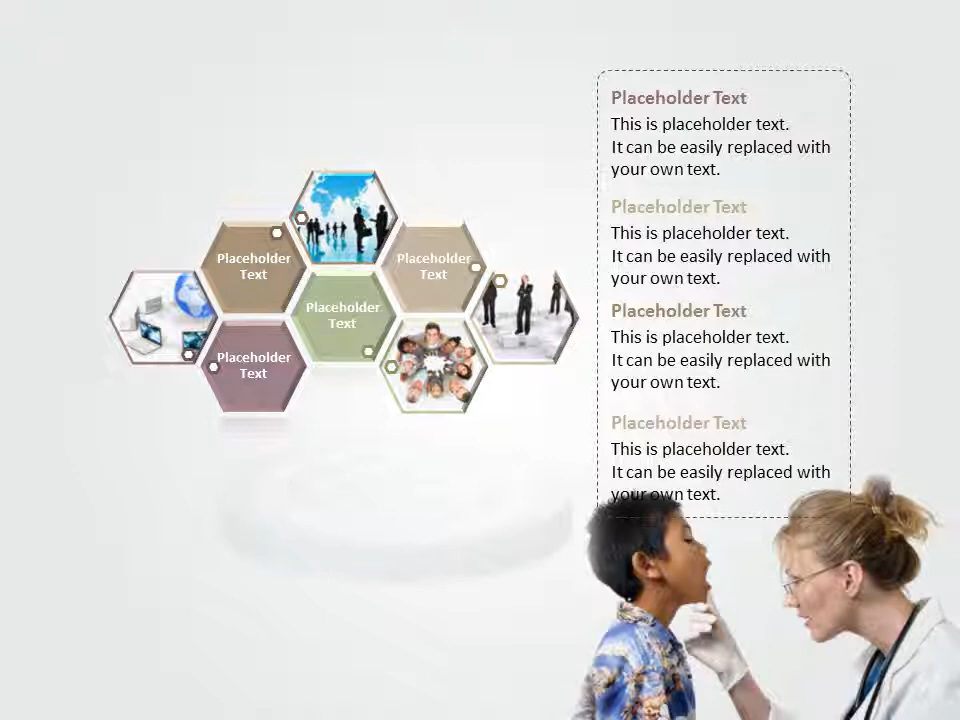 Placeholder
Text
Placeholder
Text
Placeholder
Text
Placeholder
Text
Placeholder Text
This is placeholder text.
It can be easily replaced with
your own text.
Placeholder Text
This is placeholder text.
It can be easily replaced with
your own text.
Placeholder Text
This is placeholder text.
It can be easily replaced with
your own text.
Placeholder Text
This is placeholder text.
It can be easily replaced with
your own text.